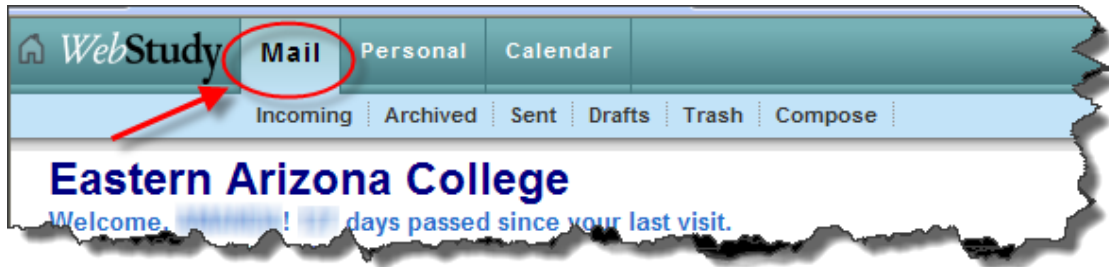 WebStudy Mail Personal Calendar
Incoming Archived Sent Drafts Trash Compose
Eastern Arizona College
Welcome, ! days passed since your last visit.